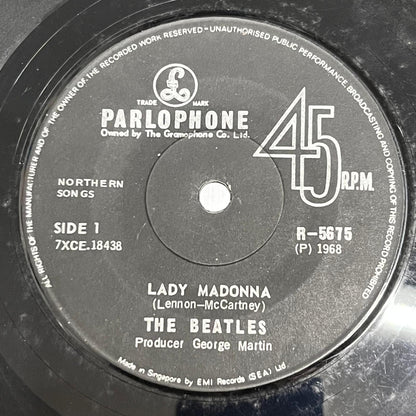 ALL RIGHTS OF THE MANUFACTURER AND OF THE OWNER OF THE RECORDED WORK RESERVED—UNAUTHORISED PUBLIC PERFORMANCE, BROADCASTING AND COPYING OF THIS RECORD PROHIBITED
£
TRADE MARK
PARLOPHONE
Owned by The Gramophone Co. Ltd.
45 R.P.M.
NORTHERN
SONGS
SIDE 1
7XCE.18438
R-5675
(P) 1968
LADY MADONNA
(Lennon-McCartney)
THE BEATLES
Producer George Martin
Made in Singapore by EMI Records (SEA) Ltd.